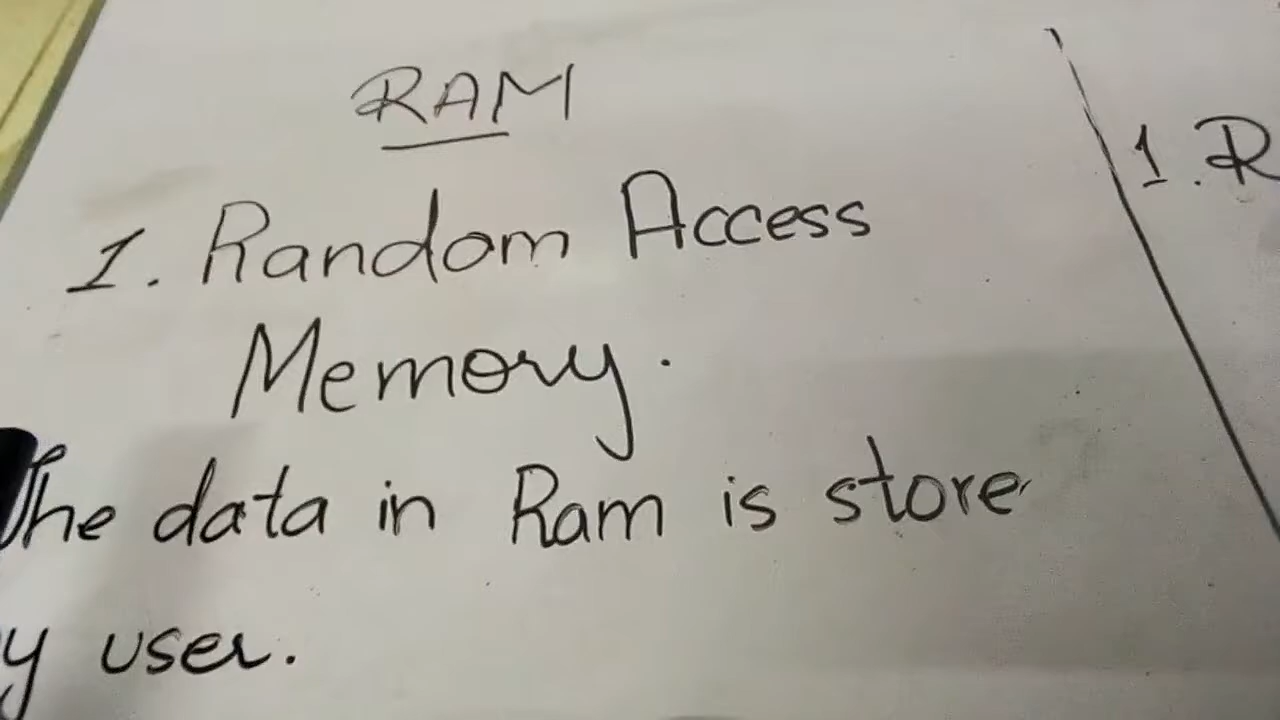 RAM
1. Random Access
Memory.
The data in Ram is store
y user.
1. R